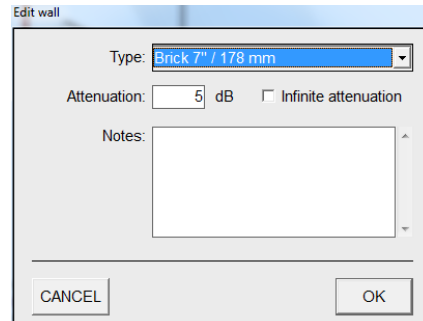 Edit wall
Type: Brick 7" / 178 mm
Attenuation: 5 dB Infinite attenuation
Notes:
CANCEL OK